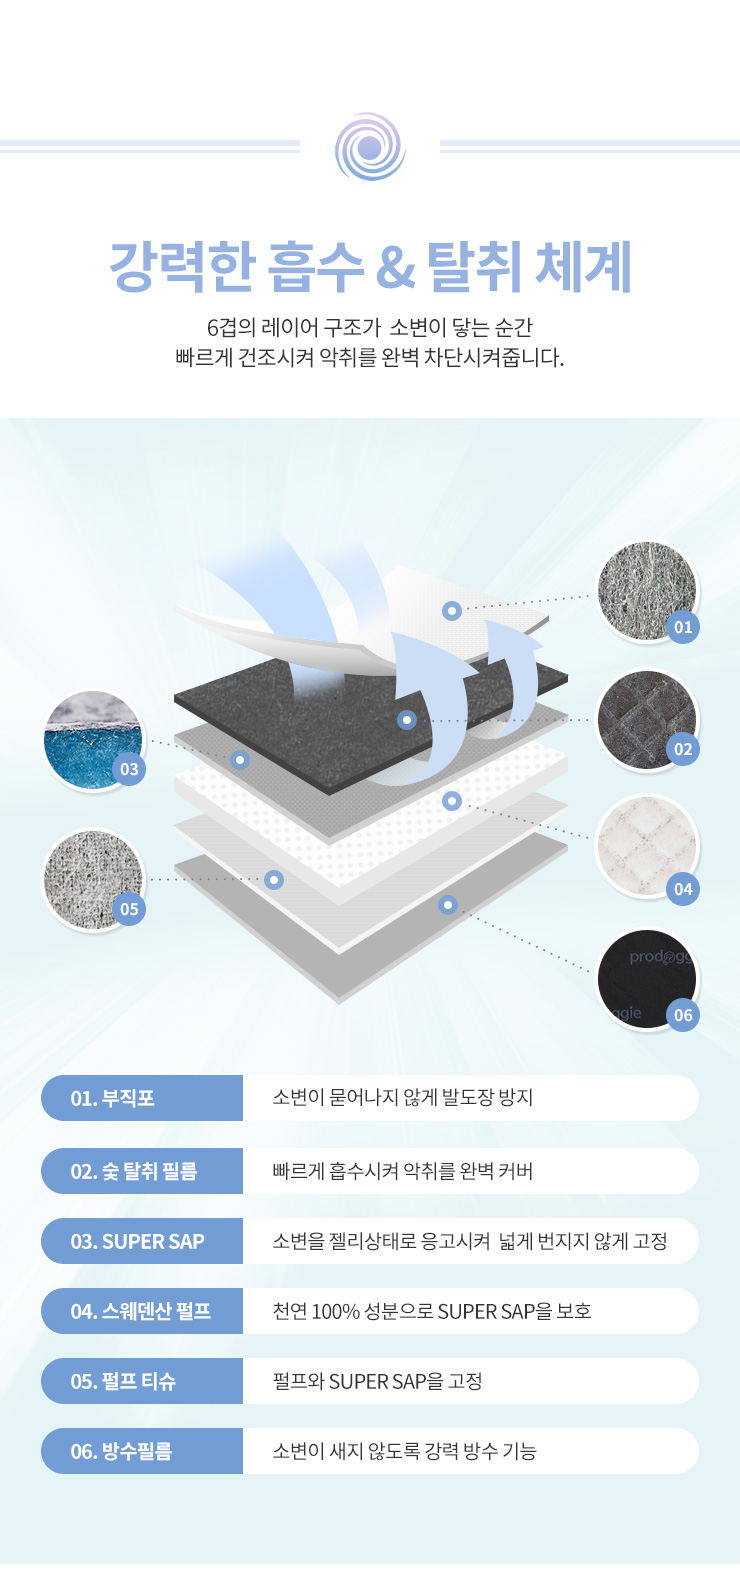 강력한 흡수 & 탈취 체계
6겹의 레이어 구조가 소변이 닿는 순간
빠르게 건조시켜 악취를 완벽 차단시켜줍니다.
01
02
03
04
05
prodoggie
ggie
06
01. 부직포
소변이 묻어나지 않게 발도장 방지
02. 숯 탈취 필름
빠르게 흡수시켜 악취를 완벽 커버
03. SUPER SAP
소변을 젤리상태로 응고시켜 넓게 번지지 않게 고정
04. 스웨덴산 펄프
천연 100% 성분으로 SUPER SAP을 보호
05. 펄프 티슈
펄프와 SUPER SAP을 고정
06. 방수필름
소변이 새지 않도록 강력 방수 기능